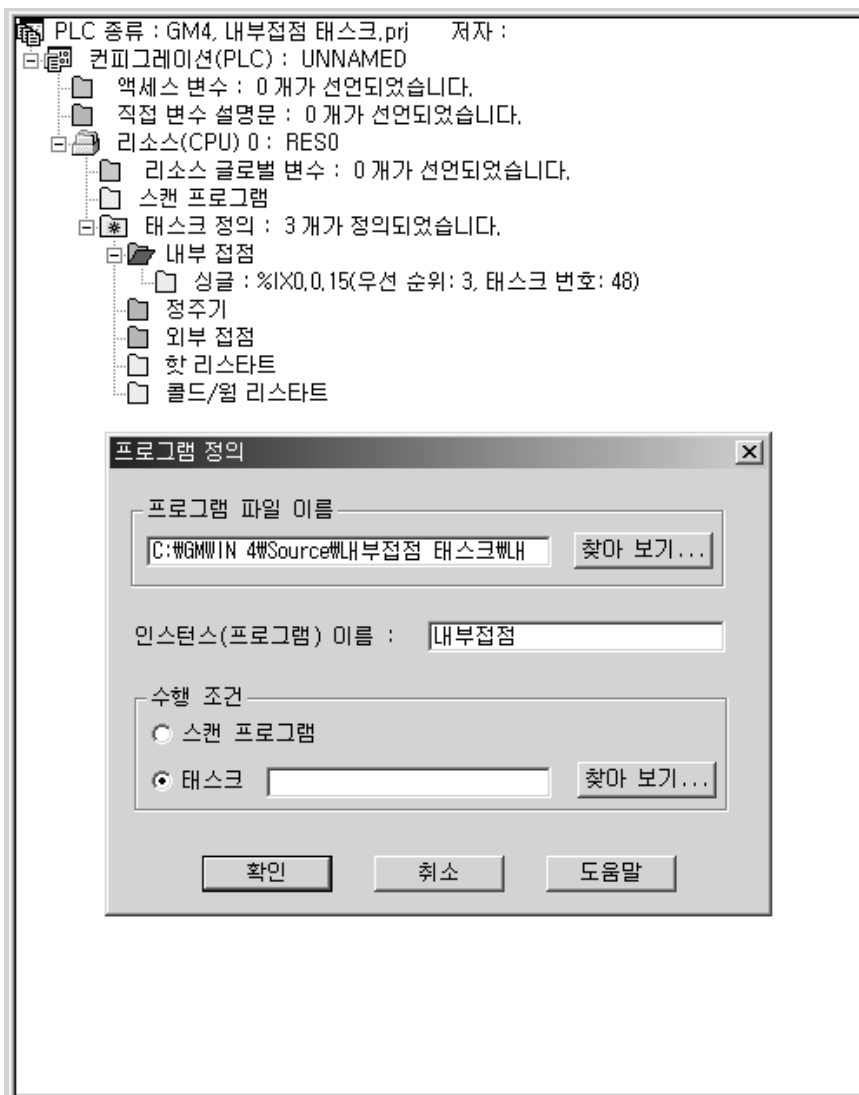 PLC 종류 : GM4, 내부접점 태스크.prj 저자 :
컨피그레이션(PLC) : UNNAMED
액세스 변수 : 0 개가 선언되었습니다.
직접 변수 설명문 : 0 개가 선언되었습니다.
리소스(CPU) 0 : RES0
리소스 글로벌 변수 : 0 개가 선언되었습니다.
스캔 프로그램
태스크 정의 : 3 개가 정의되었습니다.
내부 접점
싱글 : %IX0.0.15(우선 순위: 3, 태스크 번호: 48)
정주기
외부 접점
핫 리스타트
콜드/웜 리스타트
프로그램 정의
프로그램 파일 이름
C:₩GMWIN 4₩Source₩내부접점 태스크₩내 찾아 보기...
인스턴스(프로그램) 이름 : 내부접점
수행 조건
스캔 프로그램
태스크 찾아 보기...
확인 취소 도움말